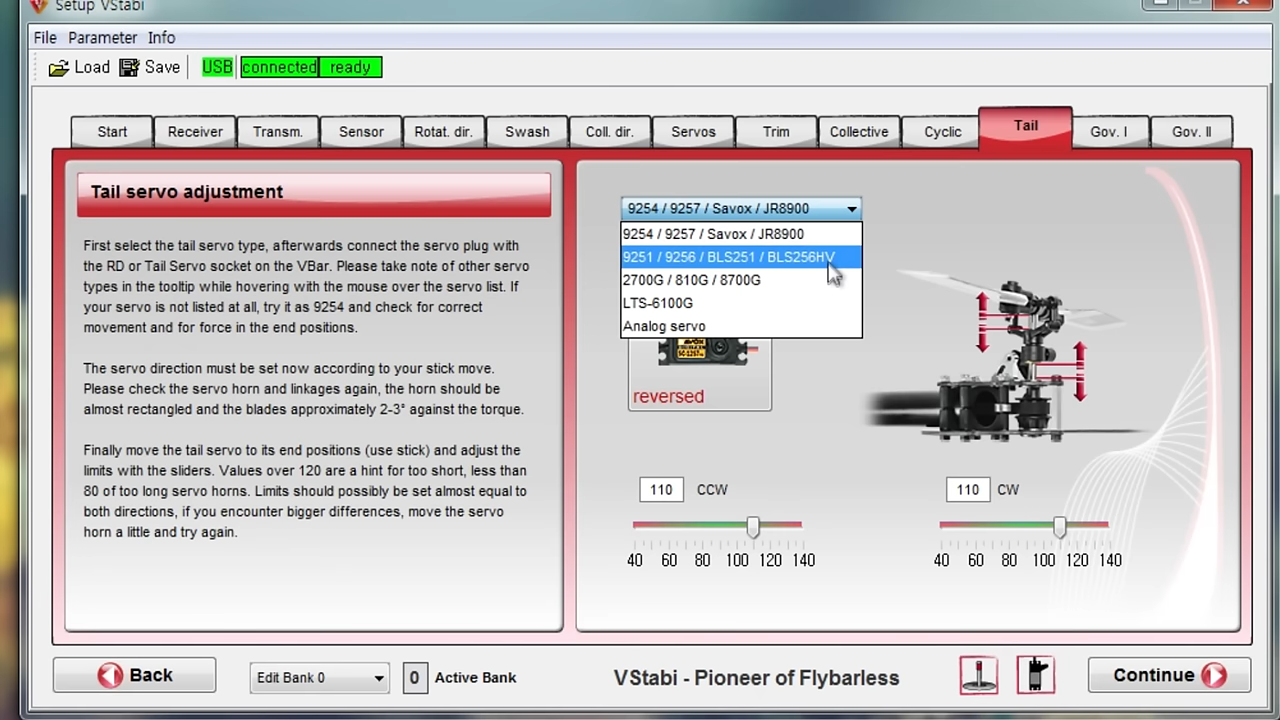 Setup VStabi
File Parameter Info
Load Save USB connected ready
Start Receiver Transm. Sensor Rotat. dir. Swash Coll. dir. Servos Trim Collective Cyclic Tail Gov. I Gov. II
Tail servo adjustment
First select the tail servo type, afterwards connect the servo plug with
the RD or Tail Servo socket on the VBar. Please take note of other servo
types in the tooltip while hovering with the mouse over the servo list. If
your servo is not listed at all, try it as 9254 and check for correct
movement and for force in the end positions.
The servo direction must be set now according to your stick move.
Please check the servo horn and linkages again, the horn should be
almost rectangled and the blades approximately 2-3° against the torque.
Finally move the tail servo to its end positions (use stick) and adjust the
limits with the sliders. Values over 120 are a hint for too short, less than
80 of too long servo horns. Limits should possibly be set almost equal to
both directions, if you encounter bigger differences, move the servo
horn a little and try again.
9254 / 9257 / Savox / JR8900
9254 / 9257 / Savox / JR8900
9251 / 9256 / BLS251 / BLS256HV
2700G / 810G / 8700G
LTS-6100G
Analog servo
reversed
110 CCW
40 60 80 100 120 140
110 CW
40 60 80 100 120 140
Back Edit Bank 0 0 Active Bank VStabi - Pioneer of Flybarless Continue